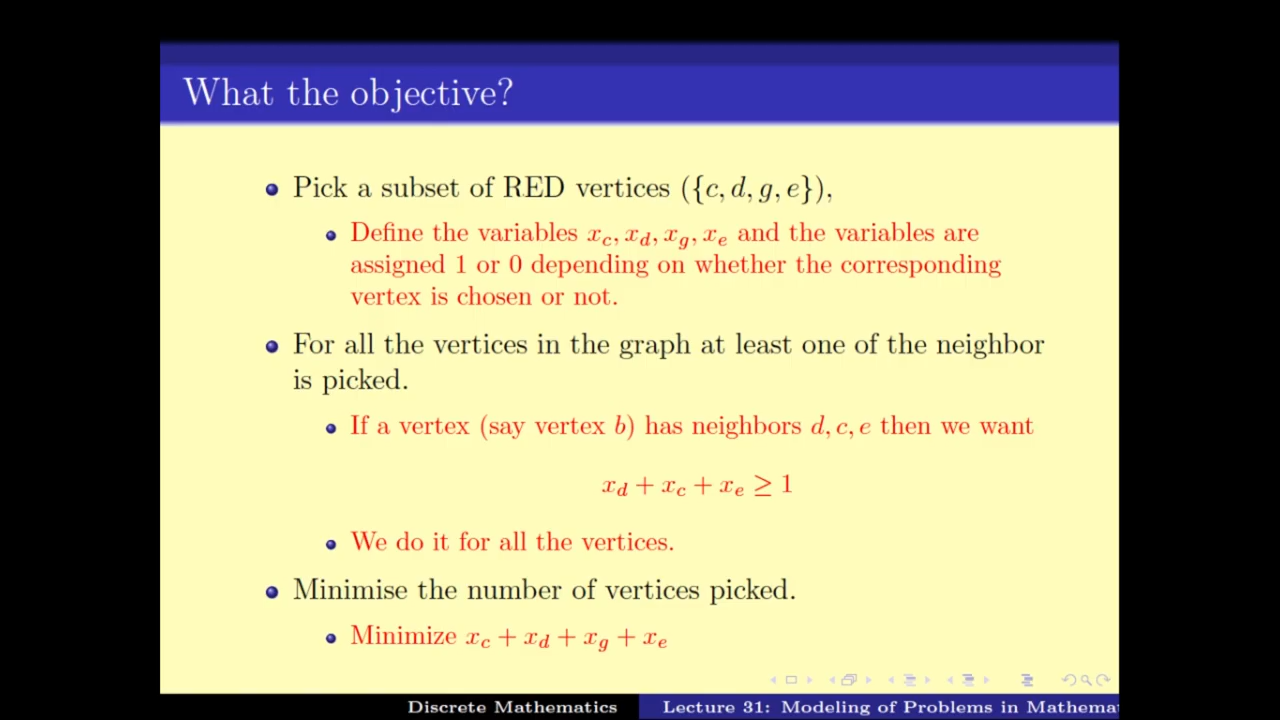 What the objective?
Pick a subset of RED vertices ({c, d, g, e}),
Define the variables x_c, x_d, x_g, x_e and the variables are
assigned 1 or 0 depending on whether the corresponding
vertex is chosen or not.
For all the vertices in the graph at least one of the neighbor
is picked.
If a vertex (say vertex b) has neighbors d, c, e then we want
x_d + x_c + x_e ≥ 1
We do it for all the vertices.
Minimise the number of vertices picked.
Minimize x_c + x_d + x_g + x_e
Discrete Mathematics Lecture 31: Modeling of Problems in Mathema